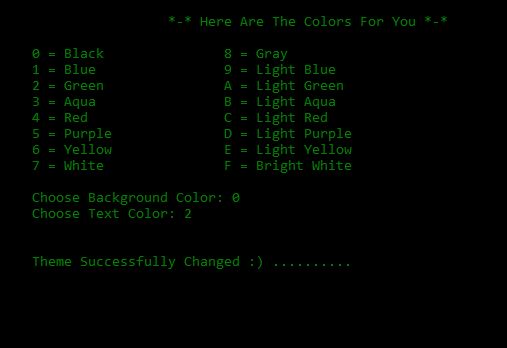 *-* Here Are The Colors For You *-*
0 = Black 8 = Gray
1 = Blue 9 = Light Blue
2 = Green A = Light Green
3 = Aqua B = Light Aqua
4 = Red C = Light Red
5 = Purple D = Light Purple
6 = Yellow E = Light Yellow
7 = White F = Bright White
Choose Background Color: 0
Choose Text Color: 2
Theme Successfully Changed :) ..........